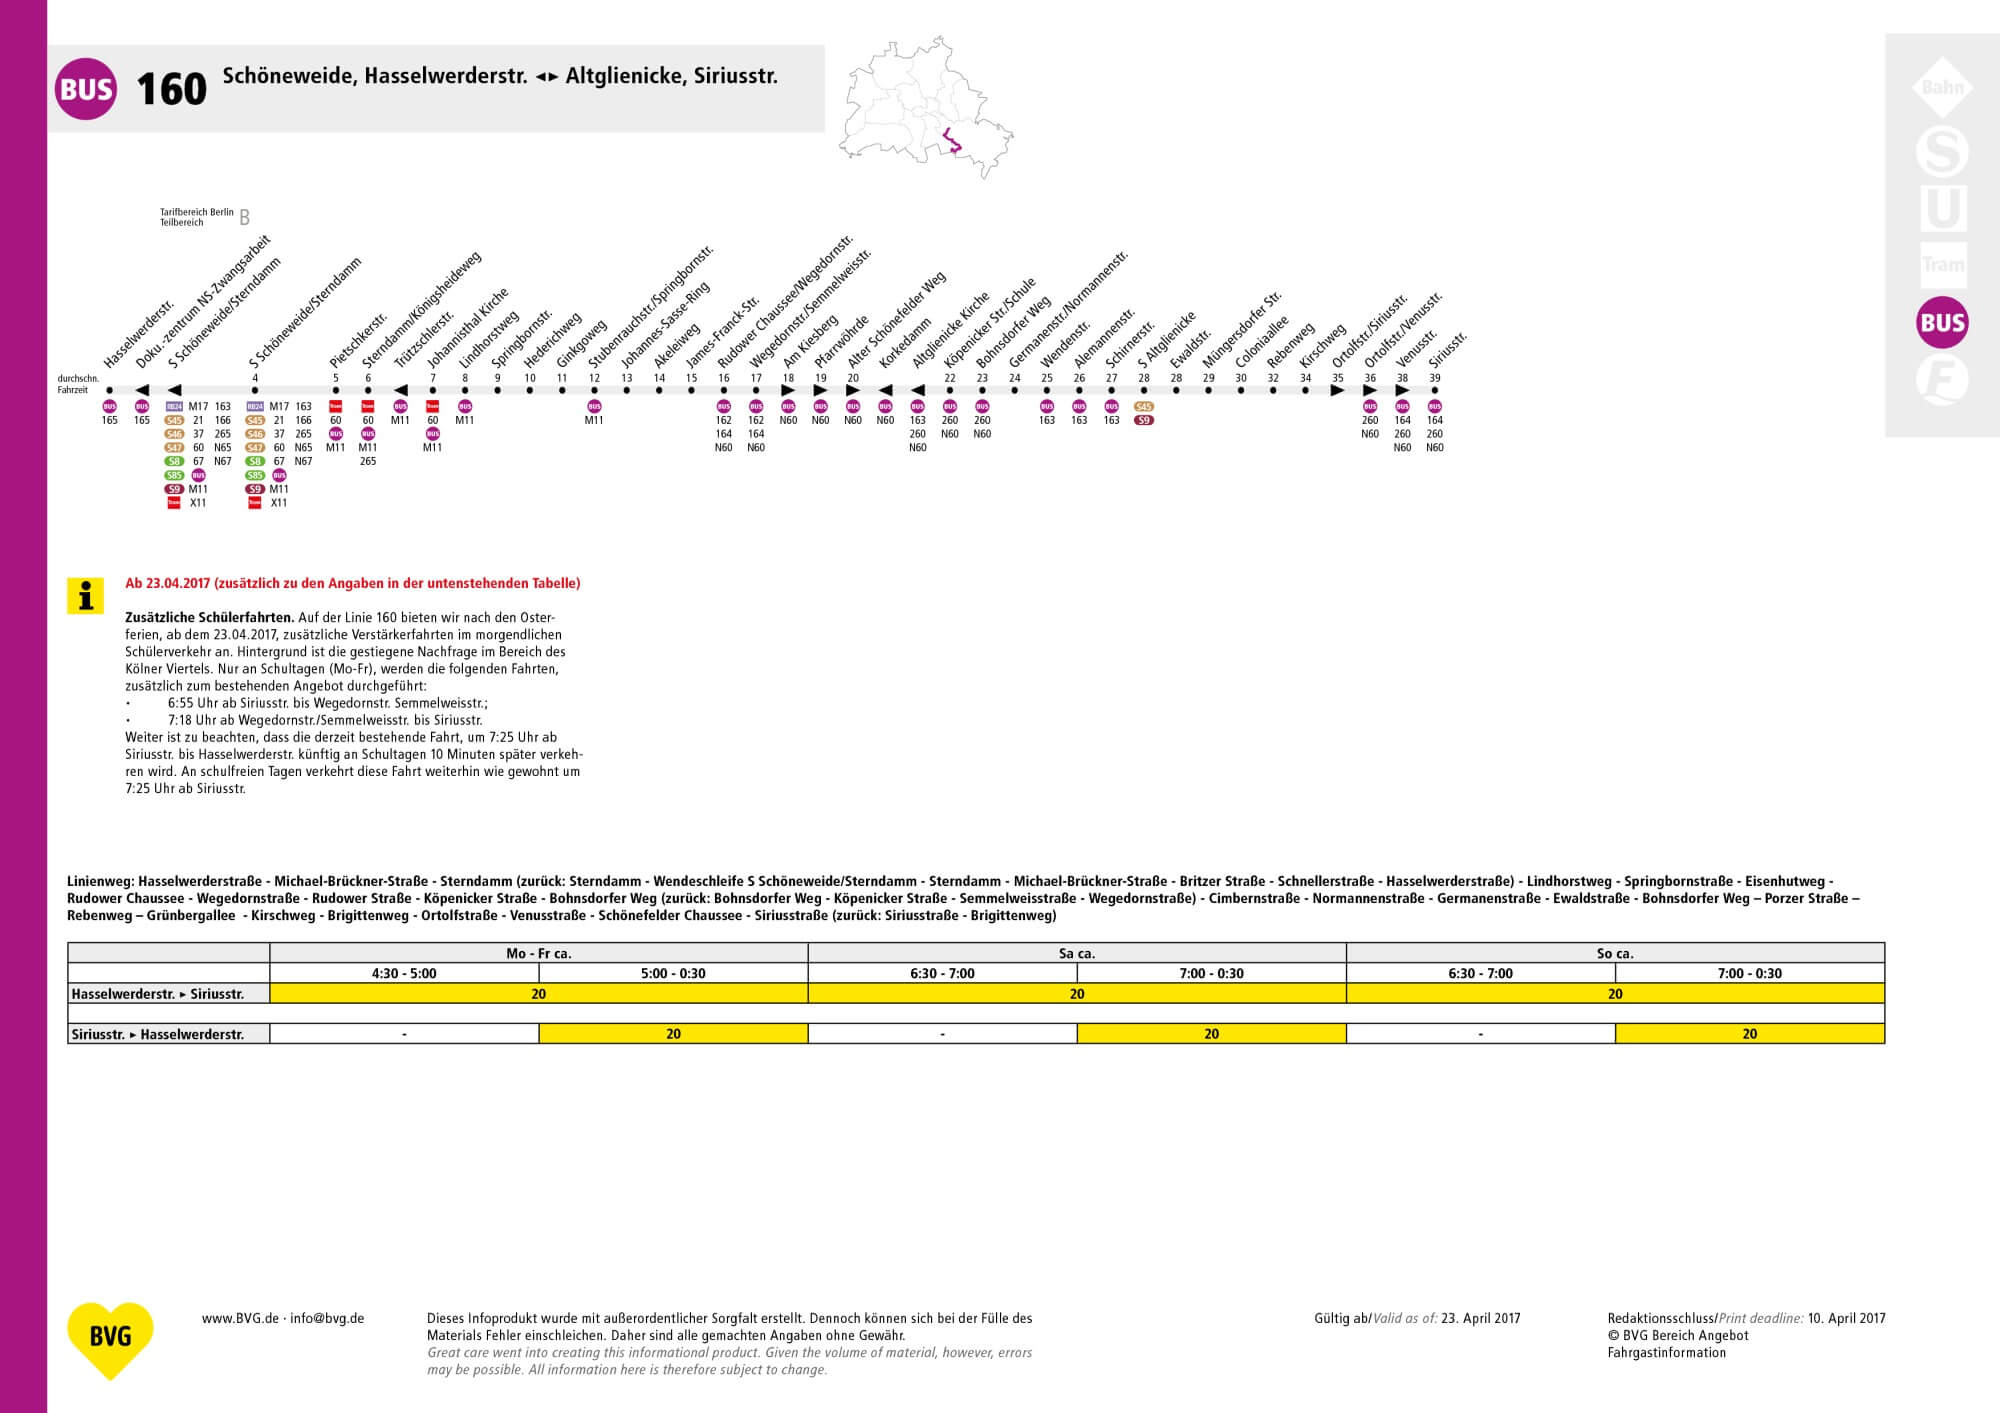 BUS 160 Schöneweide, Hasselwerderstr. ◄► Altglienicke, Siriusstr.
Bahn
S
U
Tram
BUS
F
Tarifbereich Berlin
Teilbereich B
Hasselwerderstr.
Doku.-zentrum NS-Zwangsarbeit
S Schöneweide/Sterndamm
S Schöneweide/Sterndamm
Pietschkerstr.
Sterndamm/Königsheideweg
Trützschlerstr.
Johannisthal Kirche
Lindhorstweg
Springbornstr.
Hederichweg
Ginkgoweg
Stubenrauchstr./Springbornstr.
Johannes-Sasse-Ring
Akeleiweg
James-Franck-Str.
Rudower Chaussee/Wegedornstr.
Wegedornstr./Semmelweisstr.
Am Kiesberg
Pfarrwöhrde
Alter Schönefelder Weg
Korkedamm
Altglienicke Kirche
Köpenicker Str./Schule
Bohnsdorfer Weg
Germanenstr./Normannenstr.
Wendenstr.
Alemannenstr.
Schirnerstr.
S Altglienicke
Ewaldstr.
Müngersdorfer Str.
Coloniaallee
Rebenweg
Kirschweg
Ortolfstr./Siriusstr.
Ortolfstr./Venusstr.
Venusstr.
Siriusstr.
durchschn. 4 5 6 7 8 9 10 11 12 13 14 15 16 17 18 19 20 22 23 24 25 26 27 28 28 29 30 32 34 35 36 38 39
Fahrzeit
BUS BUS RB24 M17 163 RB24 M17 163 Tram Tram BUS Tram BUS BUS BUS BUS BUS BUS BUS BUS BUS BUS BUS BUS BUS BUS S45 BUS BUS BUS
165 165 S45 21 166 S45 21 166 60 60 M11 60 M11 M11 162 162 N60 N60 N60 N60 163 260 260 163 163 163 S9 260 164 164
S46 37 265 S46 37 265 BUS BUS BUS 164 164 260 N60 N60 N60 260 260
S47 60 N65 S47 60 N65 M11 M11 M11 N60 N60 N60 N60 N60
S8 67 N67 S8 67 N67 265
S85 BUS S85 BUS
S9 M11 S9 M11
Tram X11 Tram X11
i
Ab 23.04.2017 (zusätzlich zu den Angaben in der untenstehenden Tabelle)
Zusätzliche Schülerfahrten. Auf der Linie 160 bieten wir nach den Oster-
ferien, ab dem 23.04.2017, zusätzliche Verstärkerfahrten im morgendlichen
Schülerverkehr an. Hintergrund ist die gestiegene Nachfrage im Bereich des
Kölner Viertels. Nur an Schultagen (Mo-Fr), werden die folgenden Fahrten,
zusätzlich zum bestehenden Angebot durchgeführt:
• 6:55 Uhr ab Siriusstr. bis Wegedornstr. Semmelweisstr.;
• 7:18 Uhr ab Wegedornstr./Semmelweisstr. bis Siriusstr.
Weiter ist zu beachten, dass die derzeit bestehende Fahrt, um 7:25 Uhr ab
Siriusstr. bis Hasselwerderstr. künftig an Schultagen 10 Minuten später verkeh-
ren wird. An schulfreien Tagen verkehrt diese Fahrt weiterhin wie gewohnt um
7:25 Uhr ab Siriusstr.
Linienweg: Hasselwerderstraße - Michael-Brückner-Straße - Sterndamm (zurück: Sterndamm - Wendeschleife S Schöneweide/Sterndamm - Sterndamm - Michael-Brückner-Straße - Britzer Straße - Schnellerstraße - Hasselwerderstraße) - Lindhorstweg - Springbornstraße - Eisenhutweg -
Rudower Chaussee - Wegedornstraße - Rudower Straße - Köpenicker Straße - Bohnsdorfer Weg (zurück: Bohnsdorfer Weg - Köpenicker Straße - Semmelweisstraße - Wegedornstraße) - Cimbernstraße - Normannenstraße - Germanenstraße - Ewaldstraße - Bohnsdorfer Weg – Porzer Straße –
Rebenweg – Grünbergallee - Kirschweg - Brigittenweg - Ortolfstraße - Venusstraße - Schönefelder Chaussee - Siriusstraße (zurück: Siriusstraße - Brigittenweg)
Mo - Fr ca. Sa ca. So ca.
4:30 - 5:00 5:00 - 0:30 6:30 - 7:00 7:00 - 0:30 6:30 - 7:00 7:00 - 0:30
Hasselwerderstr. ► Siriusstr. 20 20 20
Siriusstr. ► Hasselwerderstr. - 20 - 20 - 20
BVG
www.BVG.de · info@bvg.de
Dieses Infoprodukt wurde mit außerordentlicher Sorgfalt erstellt. Dennoch können sich bei der Fülle des
Materials Fehler einschleichen. Daher sind alle gemachten Angaben ohne Gewähr.
Great care went into creating this informational product. Given the volume of material, however, errors
may be possible. All information here is therefore subject to change.
Gültig ab/Valid as of: 23. April 2017
Redaktionsschluss/Print deadline: 10. April 2017
© BVG Bereich Angebot
Fahrgastinformation